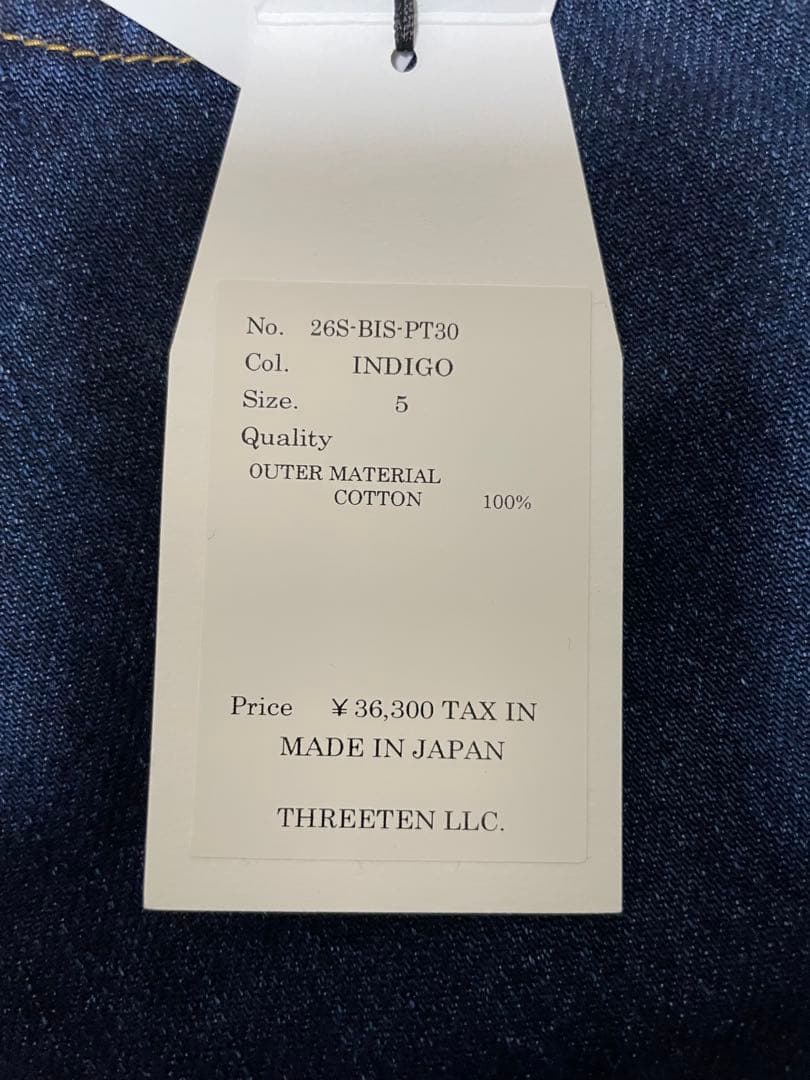 No. 26S-BIS-PT30
Col. INDIGO
Size. 5
Quality
OUTER MATERIAL
COTTON 100%
Price ¥36,300 TAX IN
MADE IN JAPAN
THREETEN LLC.